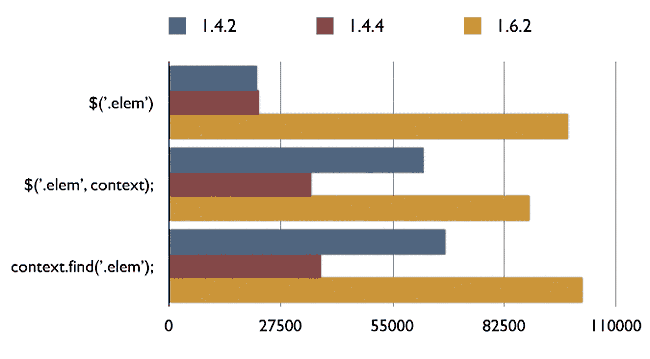 1.4.2 1.4.4 1.6.2
$('.elem')
$('.elem', context);
context.find('.elem');
0 27500 55000 82500 110000